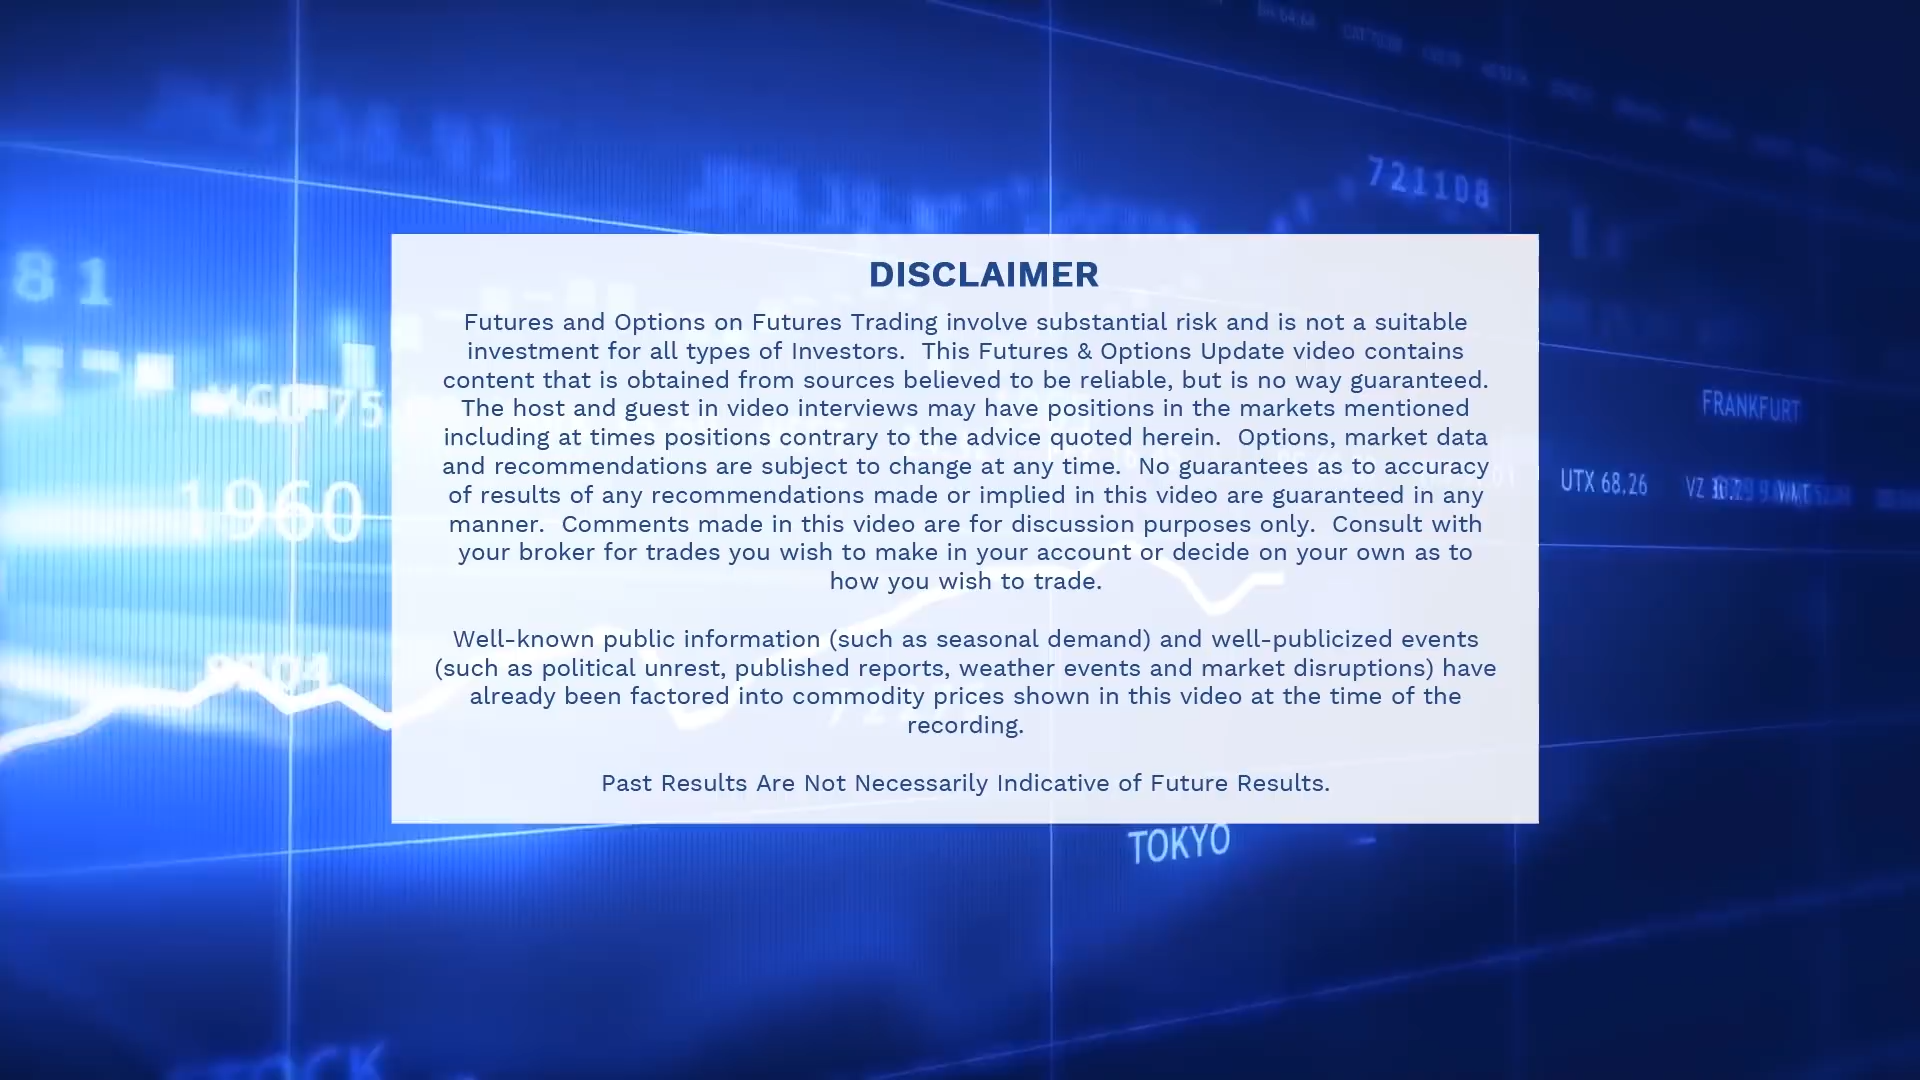 721108
81
DISCLAIMER
Futures and Options on Futures Trading involve substantial risk and is not a suitable
investment for all types of Investors.  This Futures & Options Update video contains
content that is obtained from sources believed to be reliable, but is no way guaranteed.
The host and guest in video interviews may have positions in the markets mentioned
including at times positions contrary to the advice quoted herein.  Options, market data
and recommendations are subject to change at any time.  No guarantees as to accuracy
of results of any recommendations made or implied in this video are guaranteed in any
manner.  Comments made in this video are for discussion purposes only.  Consult with
your broker for trades you wish to make in your account or decide on your own as to
how you wish to trade.
Well-known public information (such as seasonal demand) and well-publicized events
(such as political unrest, published reports, weather events and market disruptions) have
already been factored into commodity prices shown in this video at the time of the
recording.
Past Results Are Not Necessarily Indicative of Future Results.
FRANKFURT
UTX 68.26
VZ
1960
TOKYO